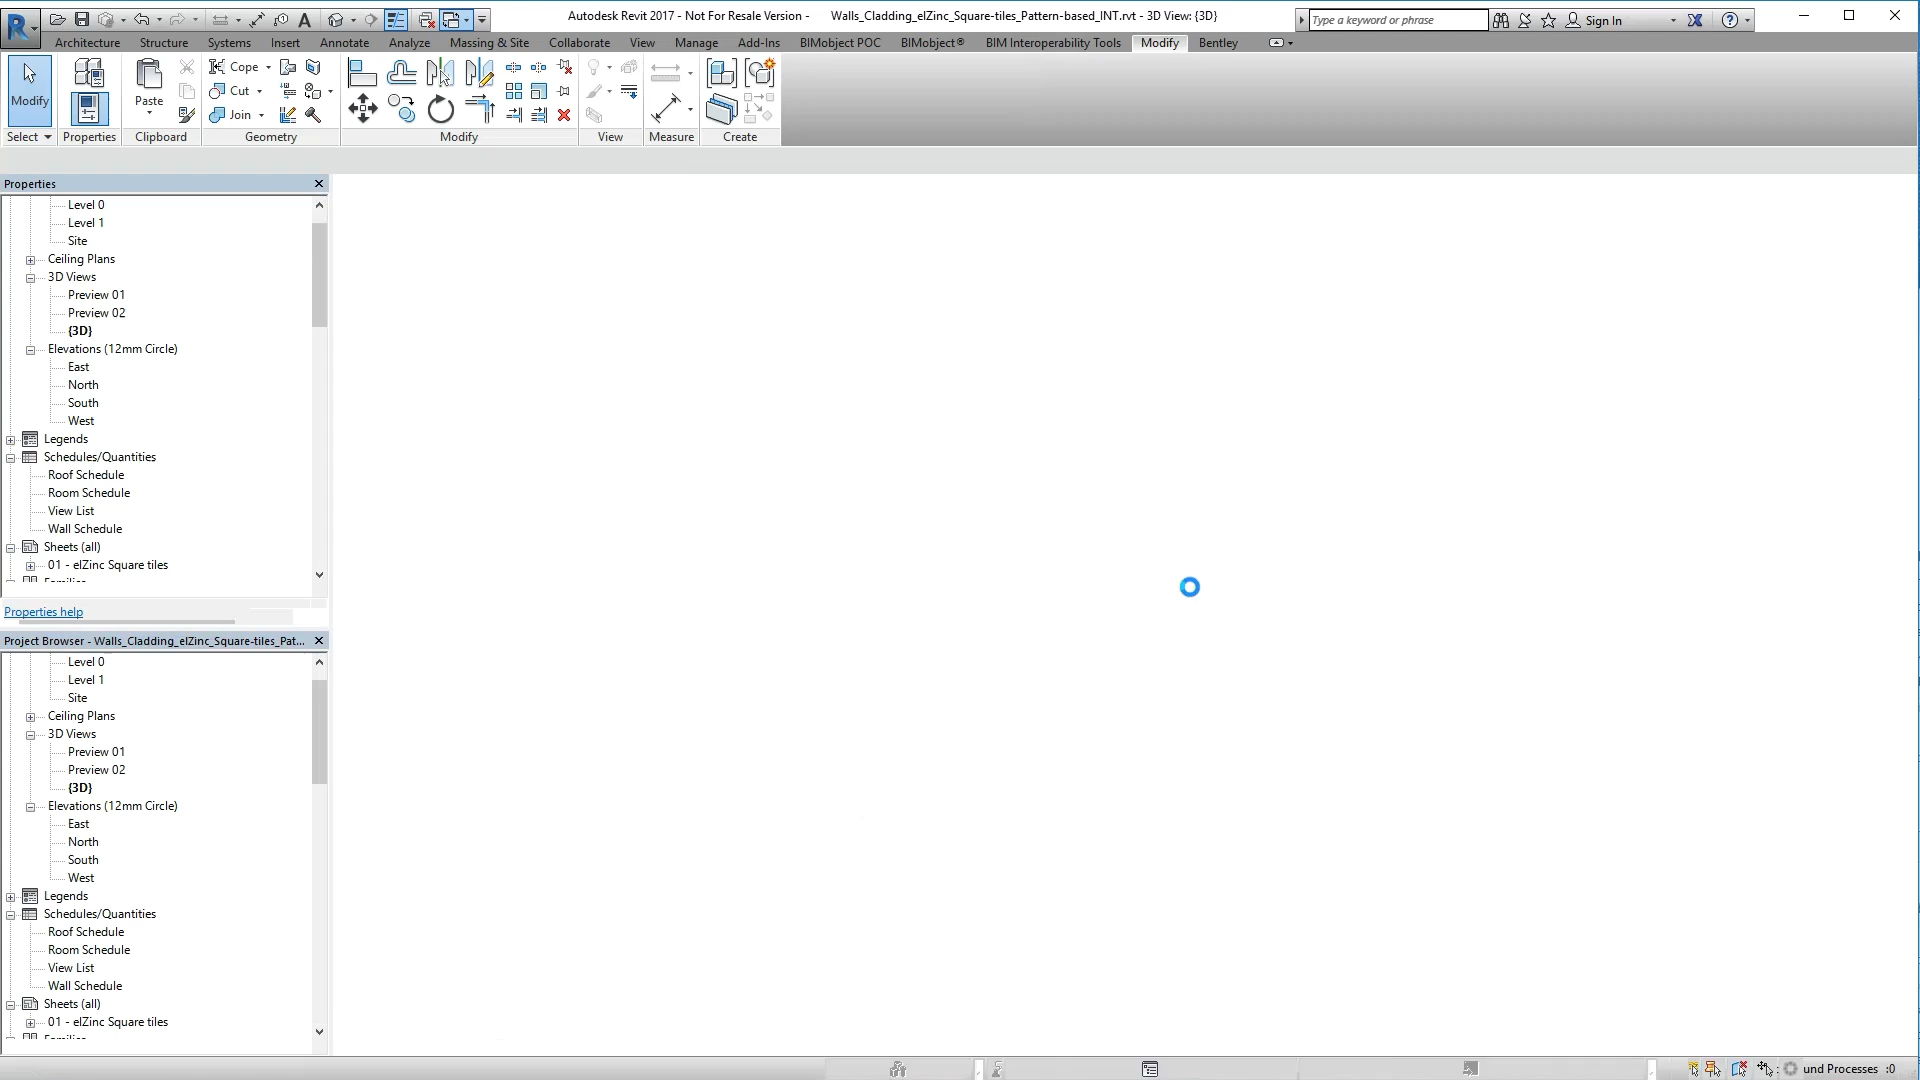 Autodesk Revit 2017 - Not For Resale Version - Walls_Cladding_elZinc_Square-tiles_Pattern-based_INT.rvt - 3D View: {3D}
Type a keyword or phrase
Sign In
Architecture Structure Systems Insert Annotate Analyze Massing & Site Collaborate View Manage Add-Ins BIMobject POC BIMobject® BIM Interoperability Tools Modify Bentley
Modify
Paste
Cope
Cut
Join
Select Properties Clipboard Geometry Modify View Measure Create
Properties
Level 0
Level 1
Site
Ceiling Plans
3D Views
Preview 01
Preview 02
{3D}
Elevations (12mm Circle)
East
North
South
West
Legends
Schedules/Quantities
Roof Schedule
Room Schedule
View List
Wall Schedule
Sheets (all)
01 - elZinc Square tiles
Properties help
Project Browser - Walls_Cladding_elZinc_Square-tiles_Pat...
Level 0
Level 1
Site
Ceiling Plans
3D Views
Preview 01
Preview 02
{3D}
Elevations (12mm Circle)
East
North
South
West
Legends
Schedules/Quantities
Roof Schedule
Room Schedule
View List
Wall Schedule
Sheets (all)
01 - elZinc Square tiles
und Processes :0